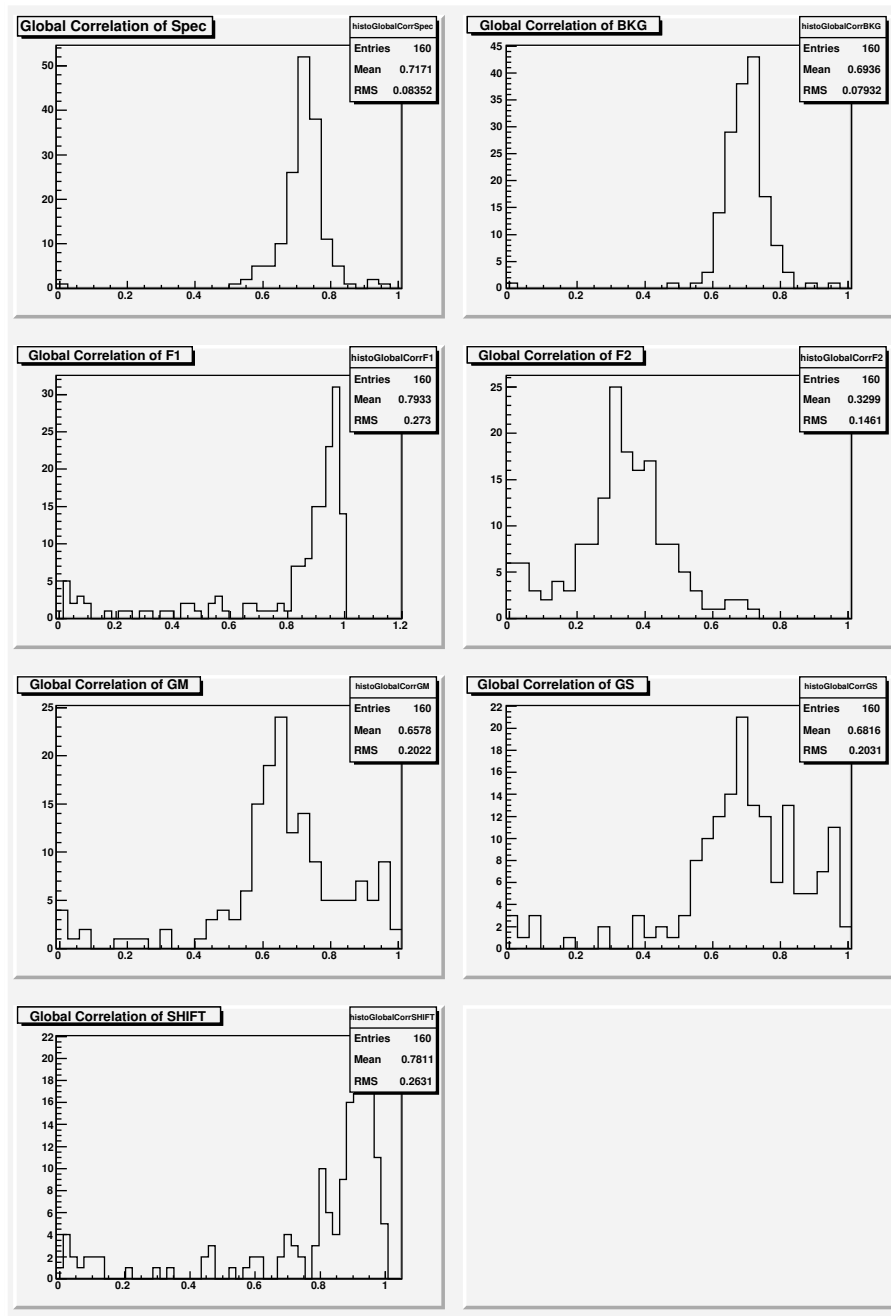 Global Correlation of Spec
histoGlobalCorrSpec
Entries 160
Mean 0.7171
RMS 0.08352
50
40
30
20
10
0
0 0.2 0.4 0.6 0.8 1
Global Correlation of BKG
histoGlobalCorrBKG
Entries 160
Mean 0.6936
RMS 0.07932
45
40
35
30
25
20
15
10
5
0
0 0.2 0.4 0.6 0.8 1
Global Correlation of F1
histoGlobalCorrF1
Entries 160
Mean 0.7933
RMS 0.273
30
25
20
15
10
5
0
0 0.2 0.4 0.6 0.8 1 1.2
Global Correlation of F2
histoGlobalCorrF2
Entries 160
Mean 0.3299
RMS 0.1461
25
20
15
10
5
0
0 0.2 0.4 0.6 0.8 1
Global Correlation of GM
histoGlobalCorrGM
Entries 160
Mean 0.6578
RMS 0.2022
25
20
15
10
5
0
0 0.2 0.4 0.6 0.8 1
Global Correlation of GS
histoGlobalCorrGS
Entries 160
Mean 0.6816
RMS 0.2031
22
20
18
16
14
12
10
8
6
4
2
0
0 0.2 0.4 0.6 0.8 1
Global Correlation of SHIFT
histoGlobalCorrSHIFT
Entries 160
Mean 0.7811
RMS 0.2631
22
20
18
16
14
12
10
8
6
4
2
0
0 0.2 0.4 0.6 0.8 1